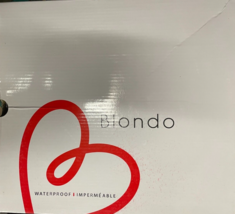 Blondo
WATERPROOF & IMPERMÉABLE